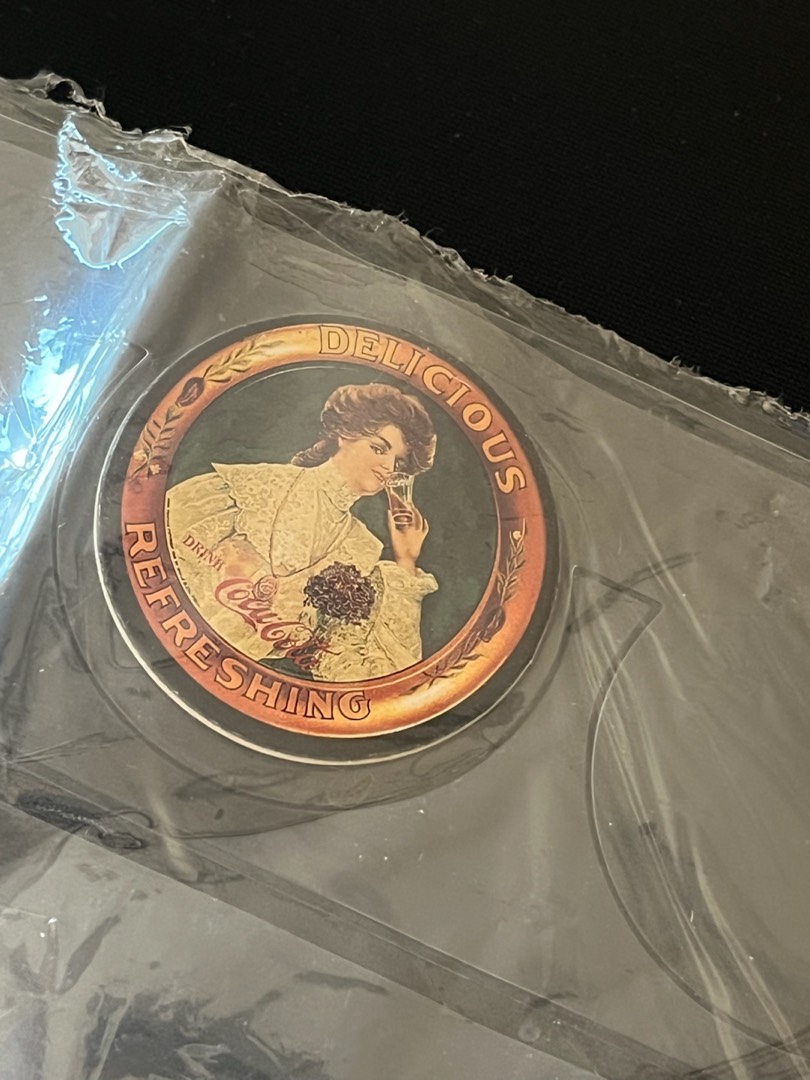 DELICIOUS
DRINK
Coca-Cola
REFRESHING